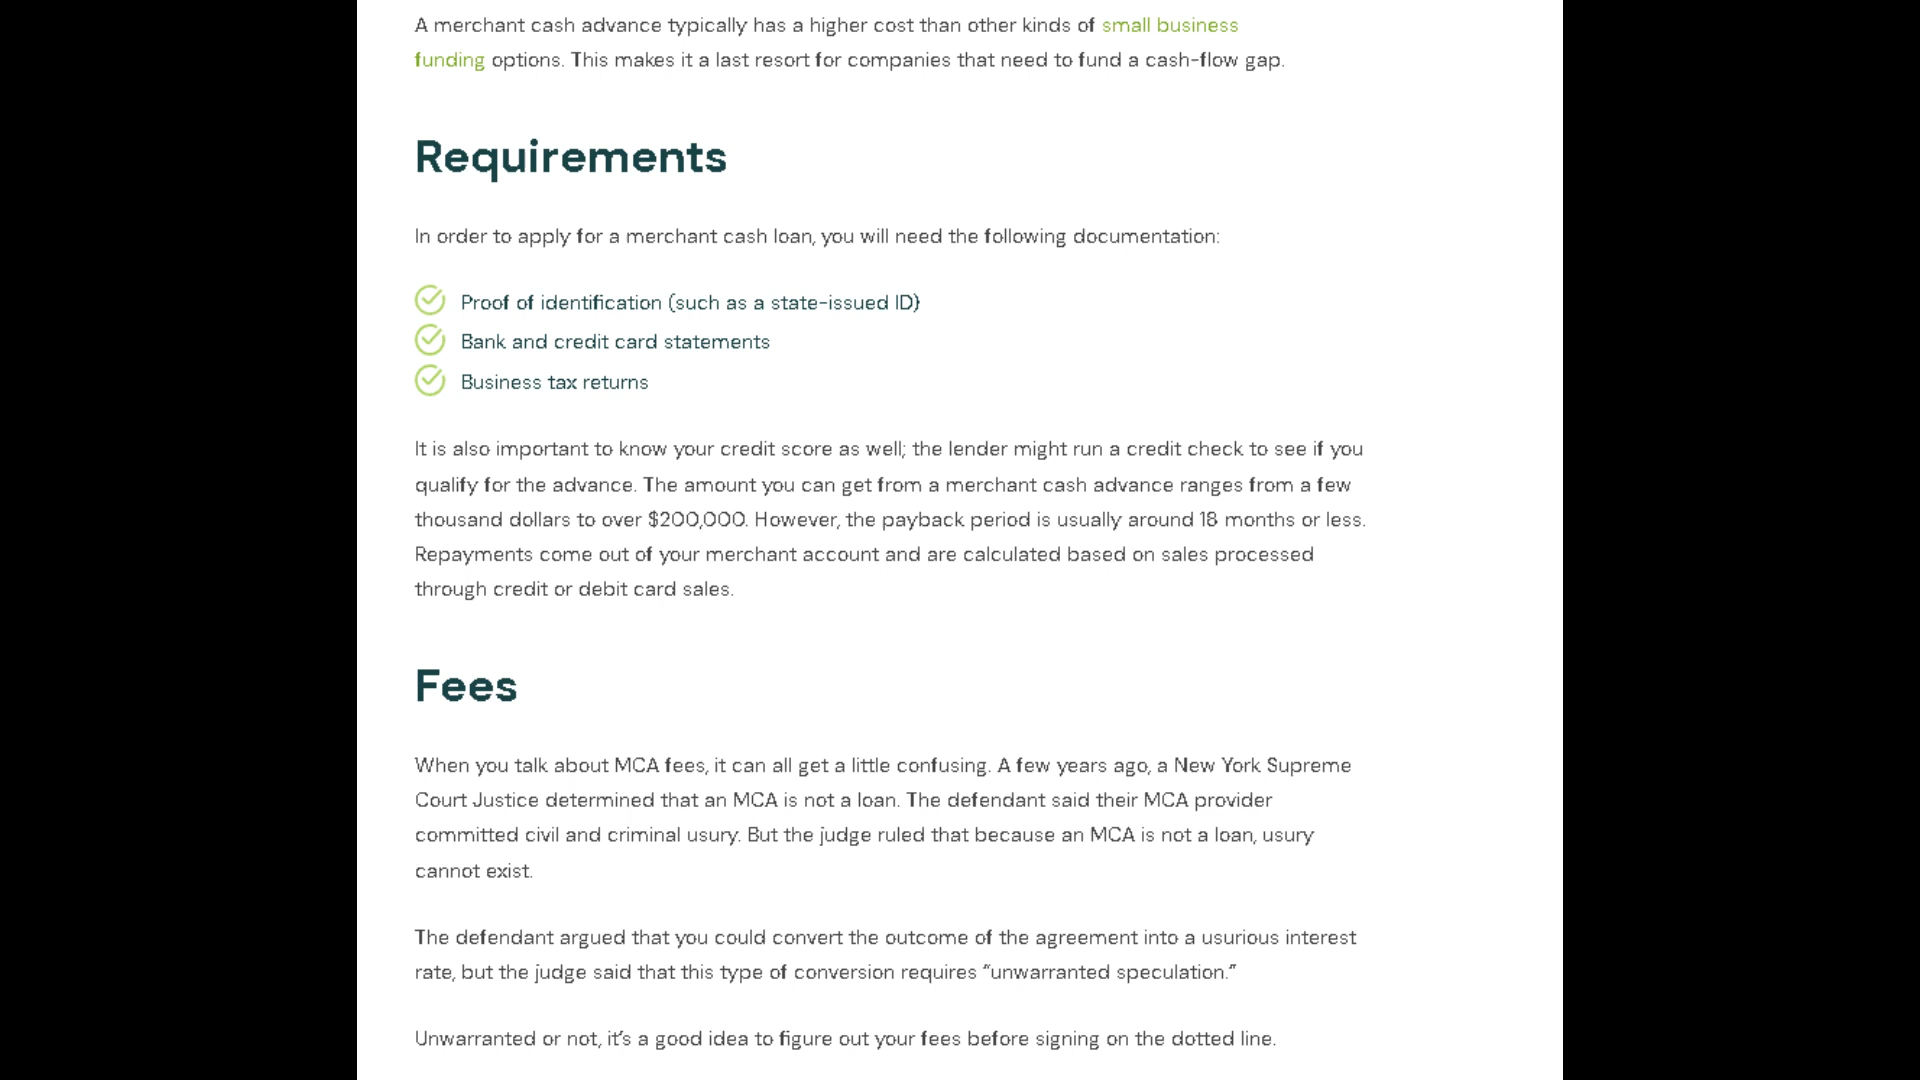 A merchant cash advance typically has a higher cost than other kinds of small business
funding options. This makes it a last resort for companies that need to fund a cash-flow gap.
Requirements
In order to apply for a merchant cash loan, you will need the following documentation:
Proof of identification (such as a state-issued ID)
Bank and credit card statements
Business tax returns
It is also important to know your credit score as well; the lender might run a credit check to see if you
qualify for the advance. The amount you can get from a merchant cash advance ranges from a few
thousand dollars to over $200,000. However, the payback period is usually around 18 months or less.
Repayments come out of your merchant account and are calculated based on sales processed
through credit or debit card sales.
Fees
When you talk about MCA fees, it can all get a little confusing. A few years ago, a New York Supreme
Court Justice determined that an MCA is not a loan. The defendant said their MCA provider
committed civil and criminal usury. But the judge ruled that because an MCA is not a loan, usury
cannot exist.
The defendant argued that you could convert the outcome of the agreement into a usurious interest
rate, but the judge said that this type of conversion requires “unwarranted speculation.”
Unwarranted or not, it’s a good idea to figure out your fees before signing on the dotted line.